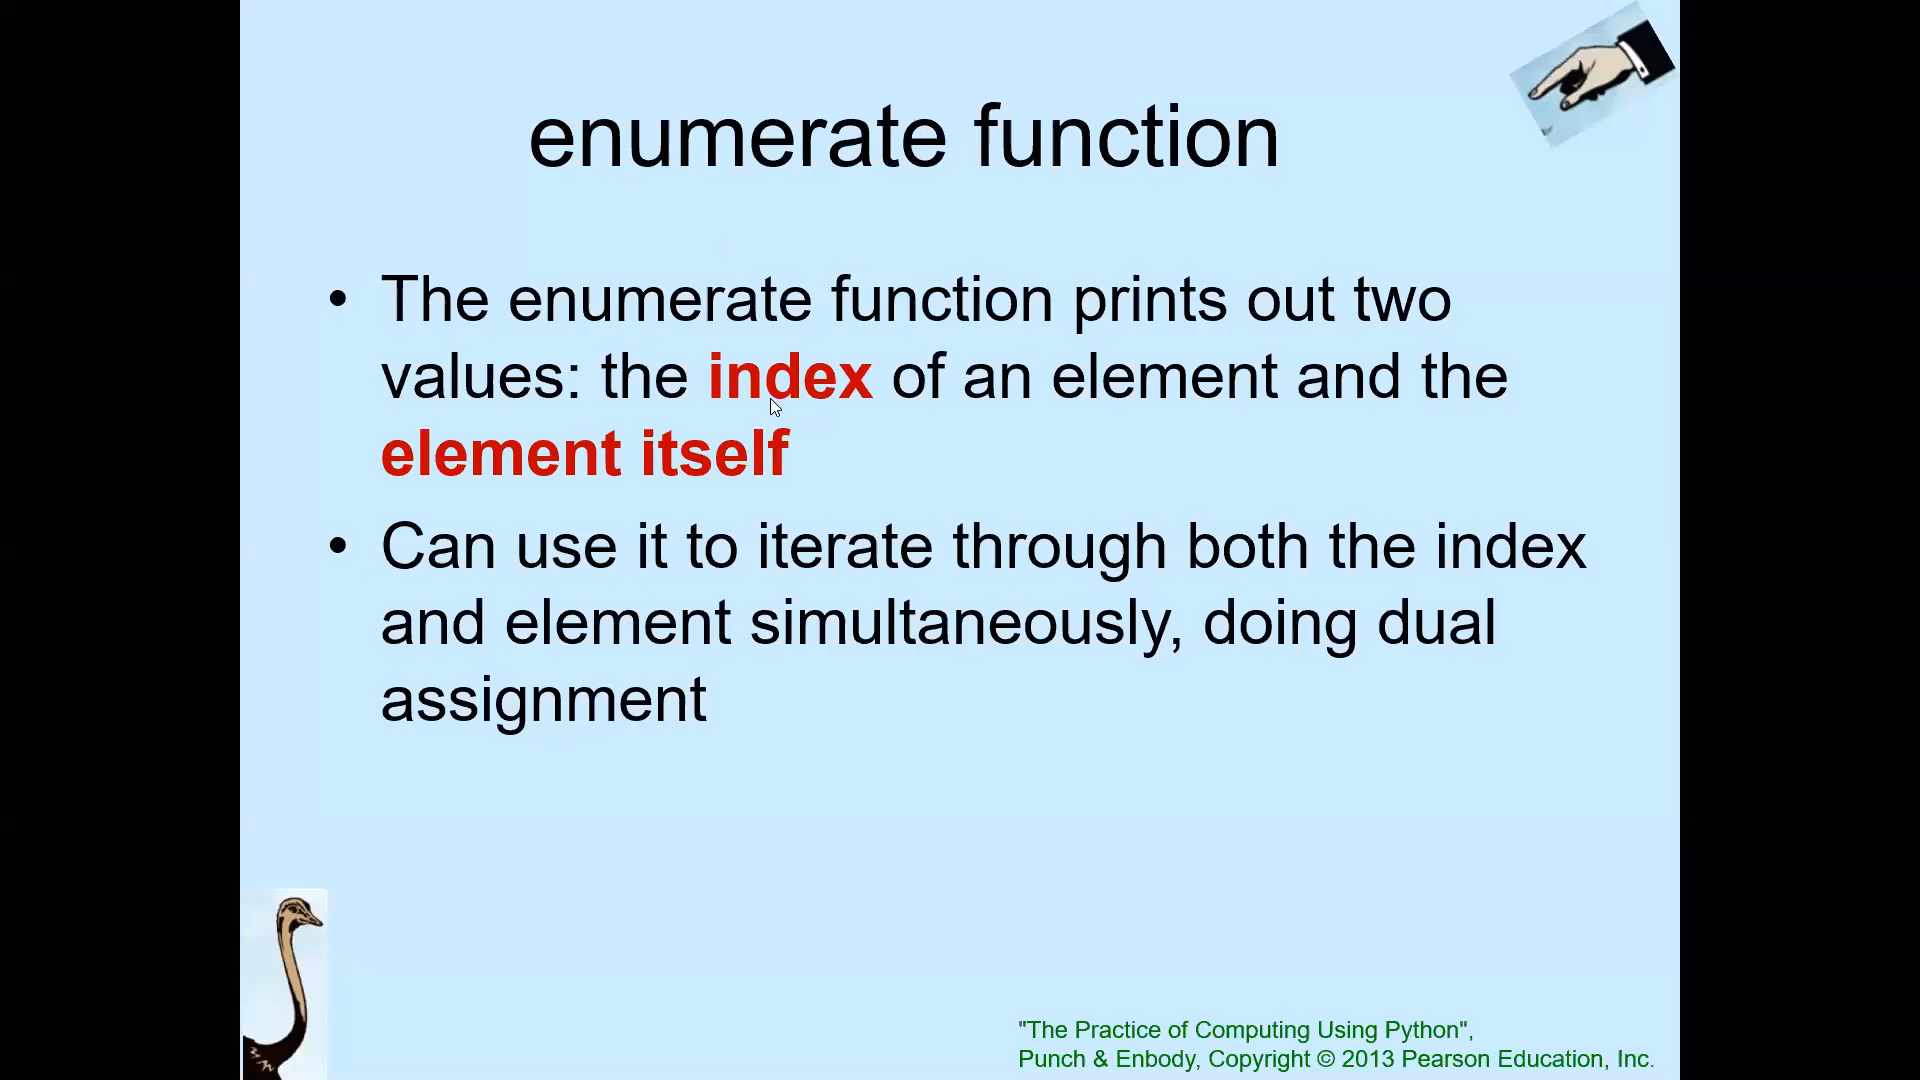 enumerate function
• The enumerate function prints out two
values: the index of an element and the
element itself
• Can use it to iterate through both the index
and element simultaneously, doing dual
assignment
"The Practice of Computing Using Python",
Punch & Enbody, Copyright © 2013 Pearson Education, Inc.